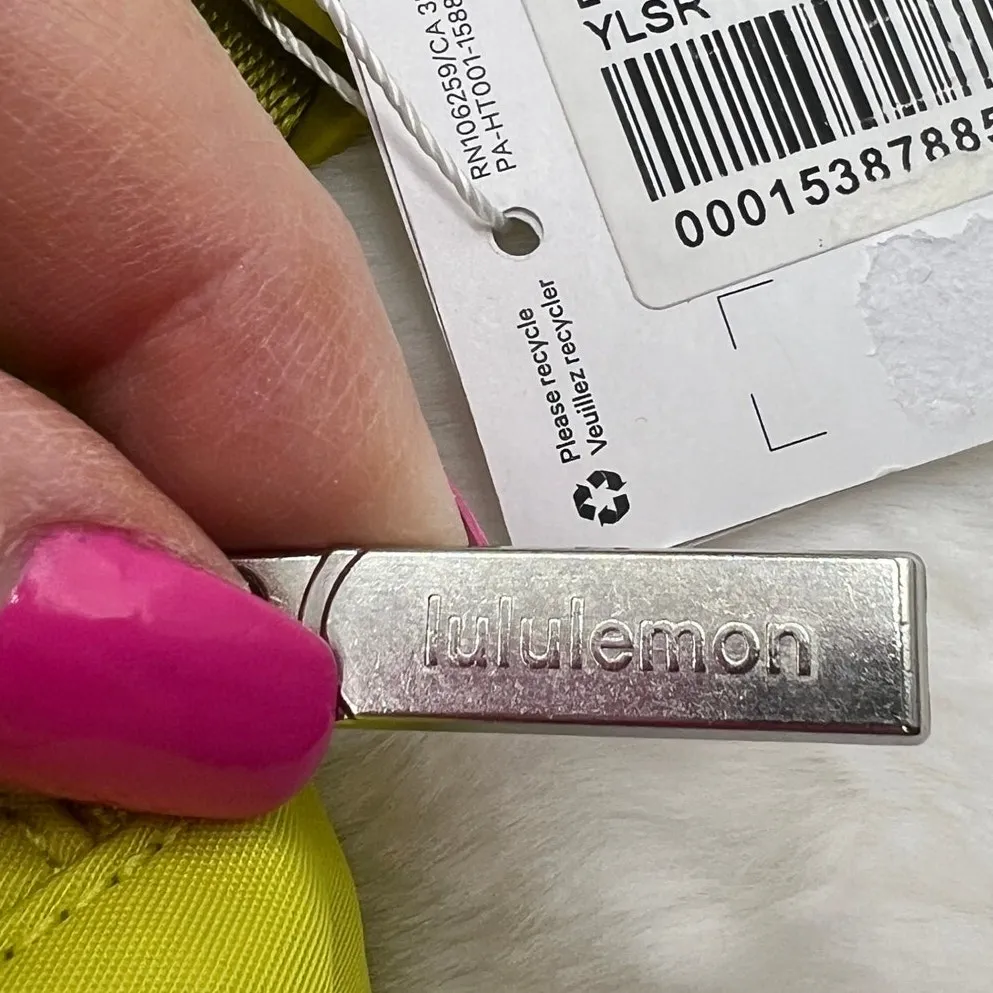 RN106259/CA 3
PA-HT001-1588
YLSR
00015387885
Please recycle
Veuillez recycler
lululemon